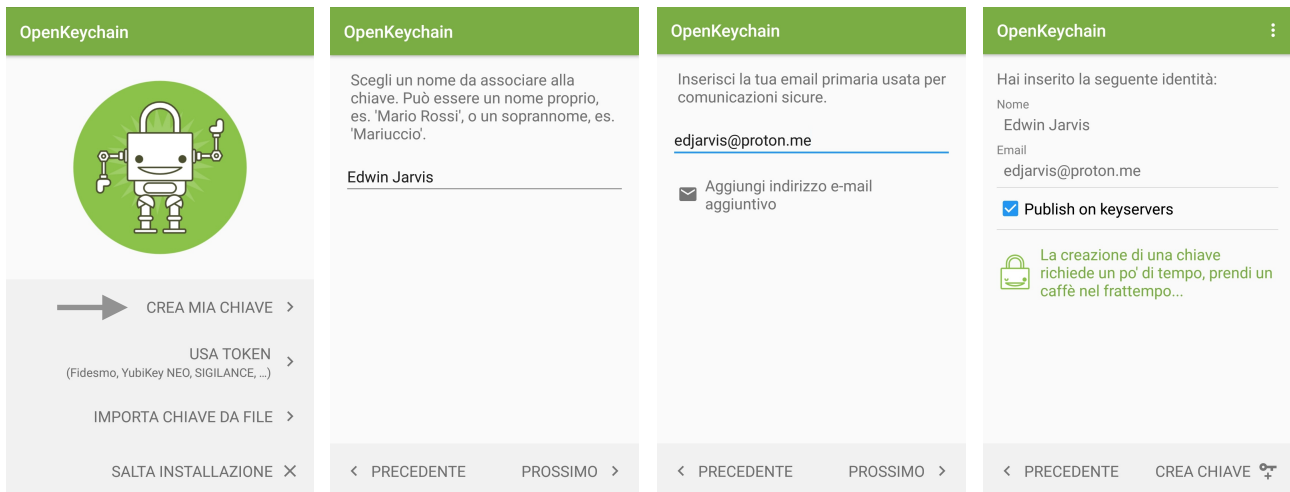 OpenKeychain
CREA MIA CHIAVE
USA TOKEN
(Fidesmo, YubiKey NEO, SIGILANCE, ...)
IMPORTA CHIAVE DA FILE
SALTA INSTALLAZIONE
OpenKeychain
Scegli un nome da associare alla
chiave. Può essere un nome proprio,
es. 'Mario Rossi', o un soprannome, es.
'Mariuccio'.
Edwin Jarvis
PRECEDENTE
PROSSIMO
OpenKeychain
Inserisci la tua email primaria usata per
comunicazioni sicure.
edjarvis@proton.me
Aggiungi indirizzo e-mail
aggiuntivo
PRECEDENTE
PROSSIMO
OpenKeychain
Hai inserito la seguente identità:
Nome
Edwin Jarvis
Email
edjarvis@proton.me
Publish on keyservers
La creazione di una chiave
richiede un po' di tempo, prendi un
caffè nel frattempo...
PRECEDENTE
CREA CHIAVE